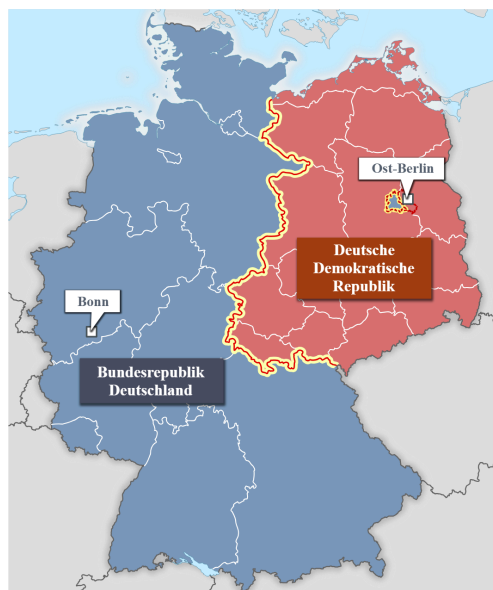 Ost-Berlin
Deutsche
Demokratische
Republik
Bonn
Bundesrepublik
Deutschland